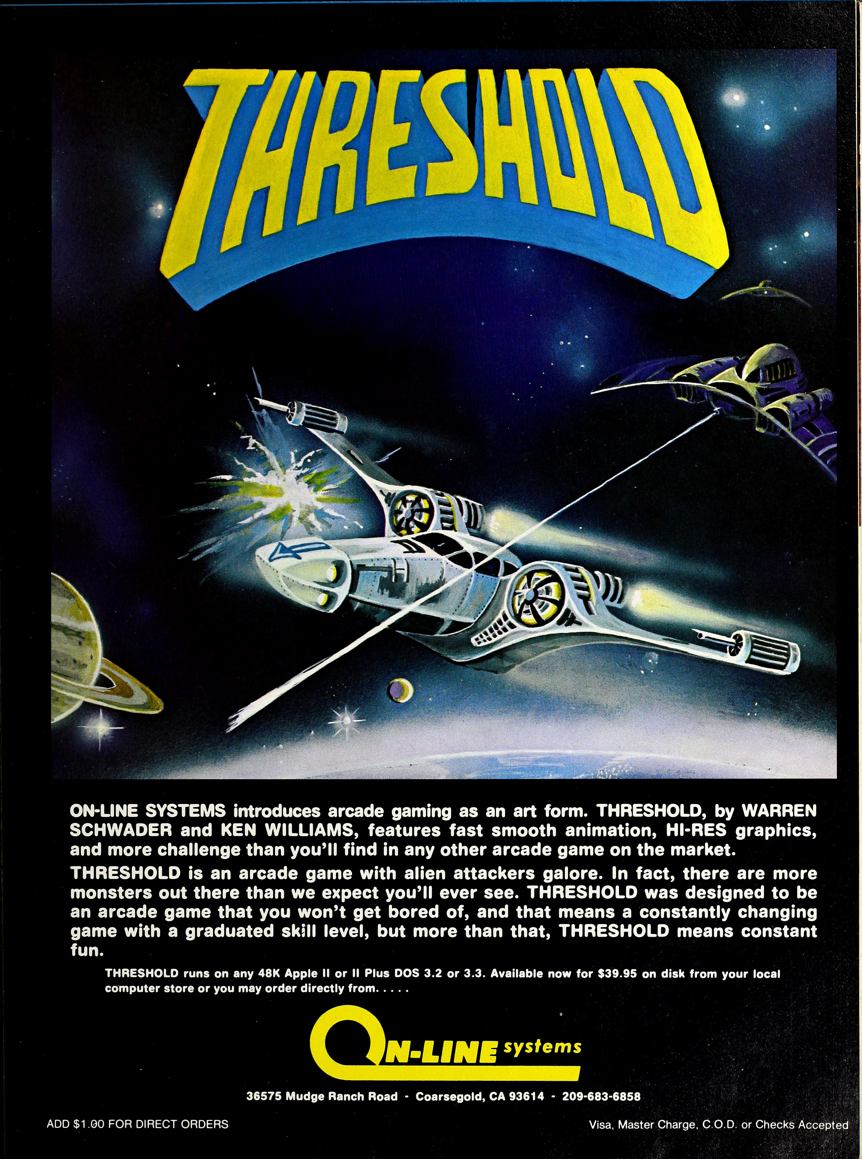 THRESHOLD
ON-LINE SYSTEMS introduces arcade gaming as an art form. THRESHOLD, by WARREN
SCHWADER and KEN WILLIAMS, features fast smooth animation, HI-RES graphics,
and more challenge than you'll find in any other arcade game on the market.
THRESHOLD is an arcade game with alien attackers galore. In fact, there are more
monsters out there than we expect you'll ever see. THRESHOLD was designed to be
an arcade game that you won't get bored of, and that means a constantly changing
game with a graduated skill level, but more than that, THRESHOLD means constant
fun.
THRESHOLD runs on any 48K Apple II or II Plus DOS 3.2 or 3.3. Available now for $39.95 on disk from your local
computer store or you may order directly from. . . . .
ON-LINE systems
36575 Mudge Ranch Road - Coarsegold, CA 93614 - 209-683-6858
ADD $1.00 FOR DIRECT ORDERS
Visa, Master Charge, C.O.D. or Checks Accepted